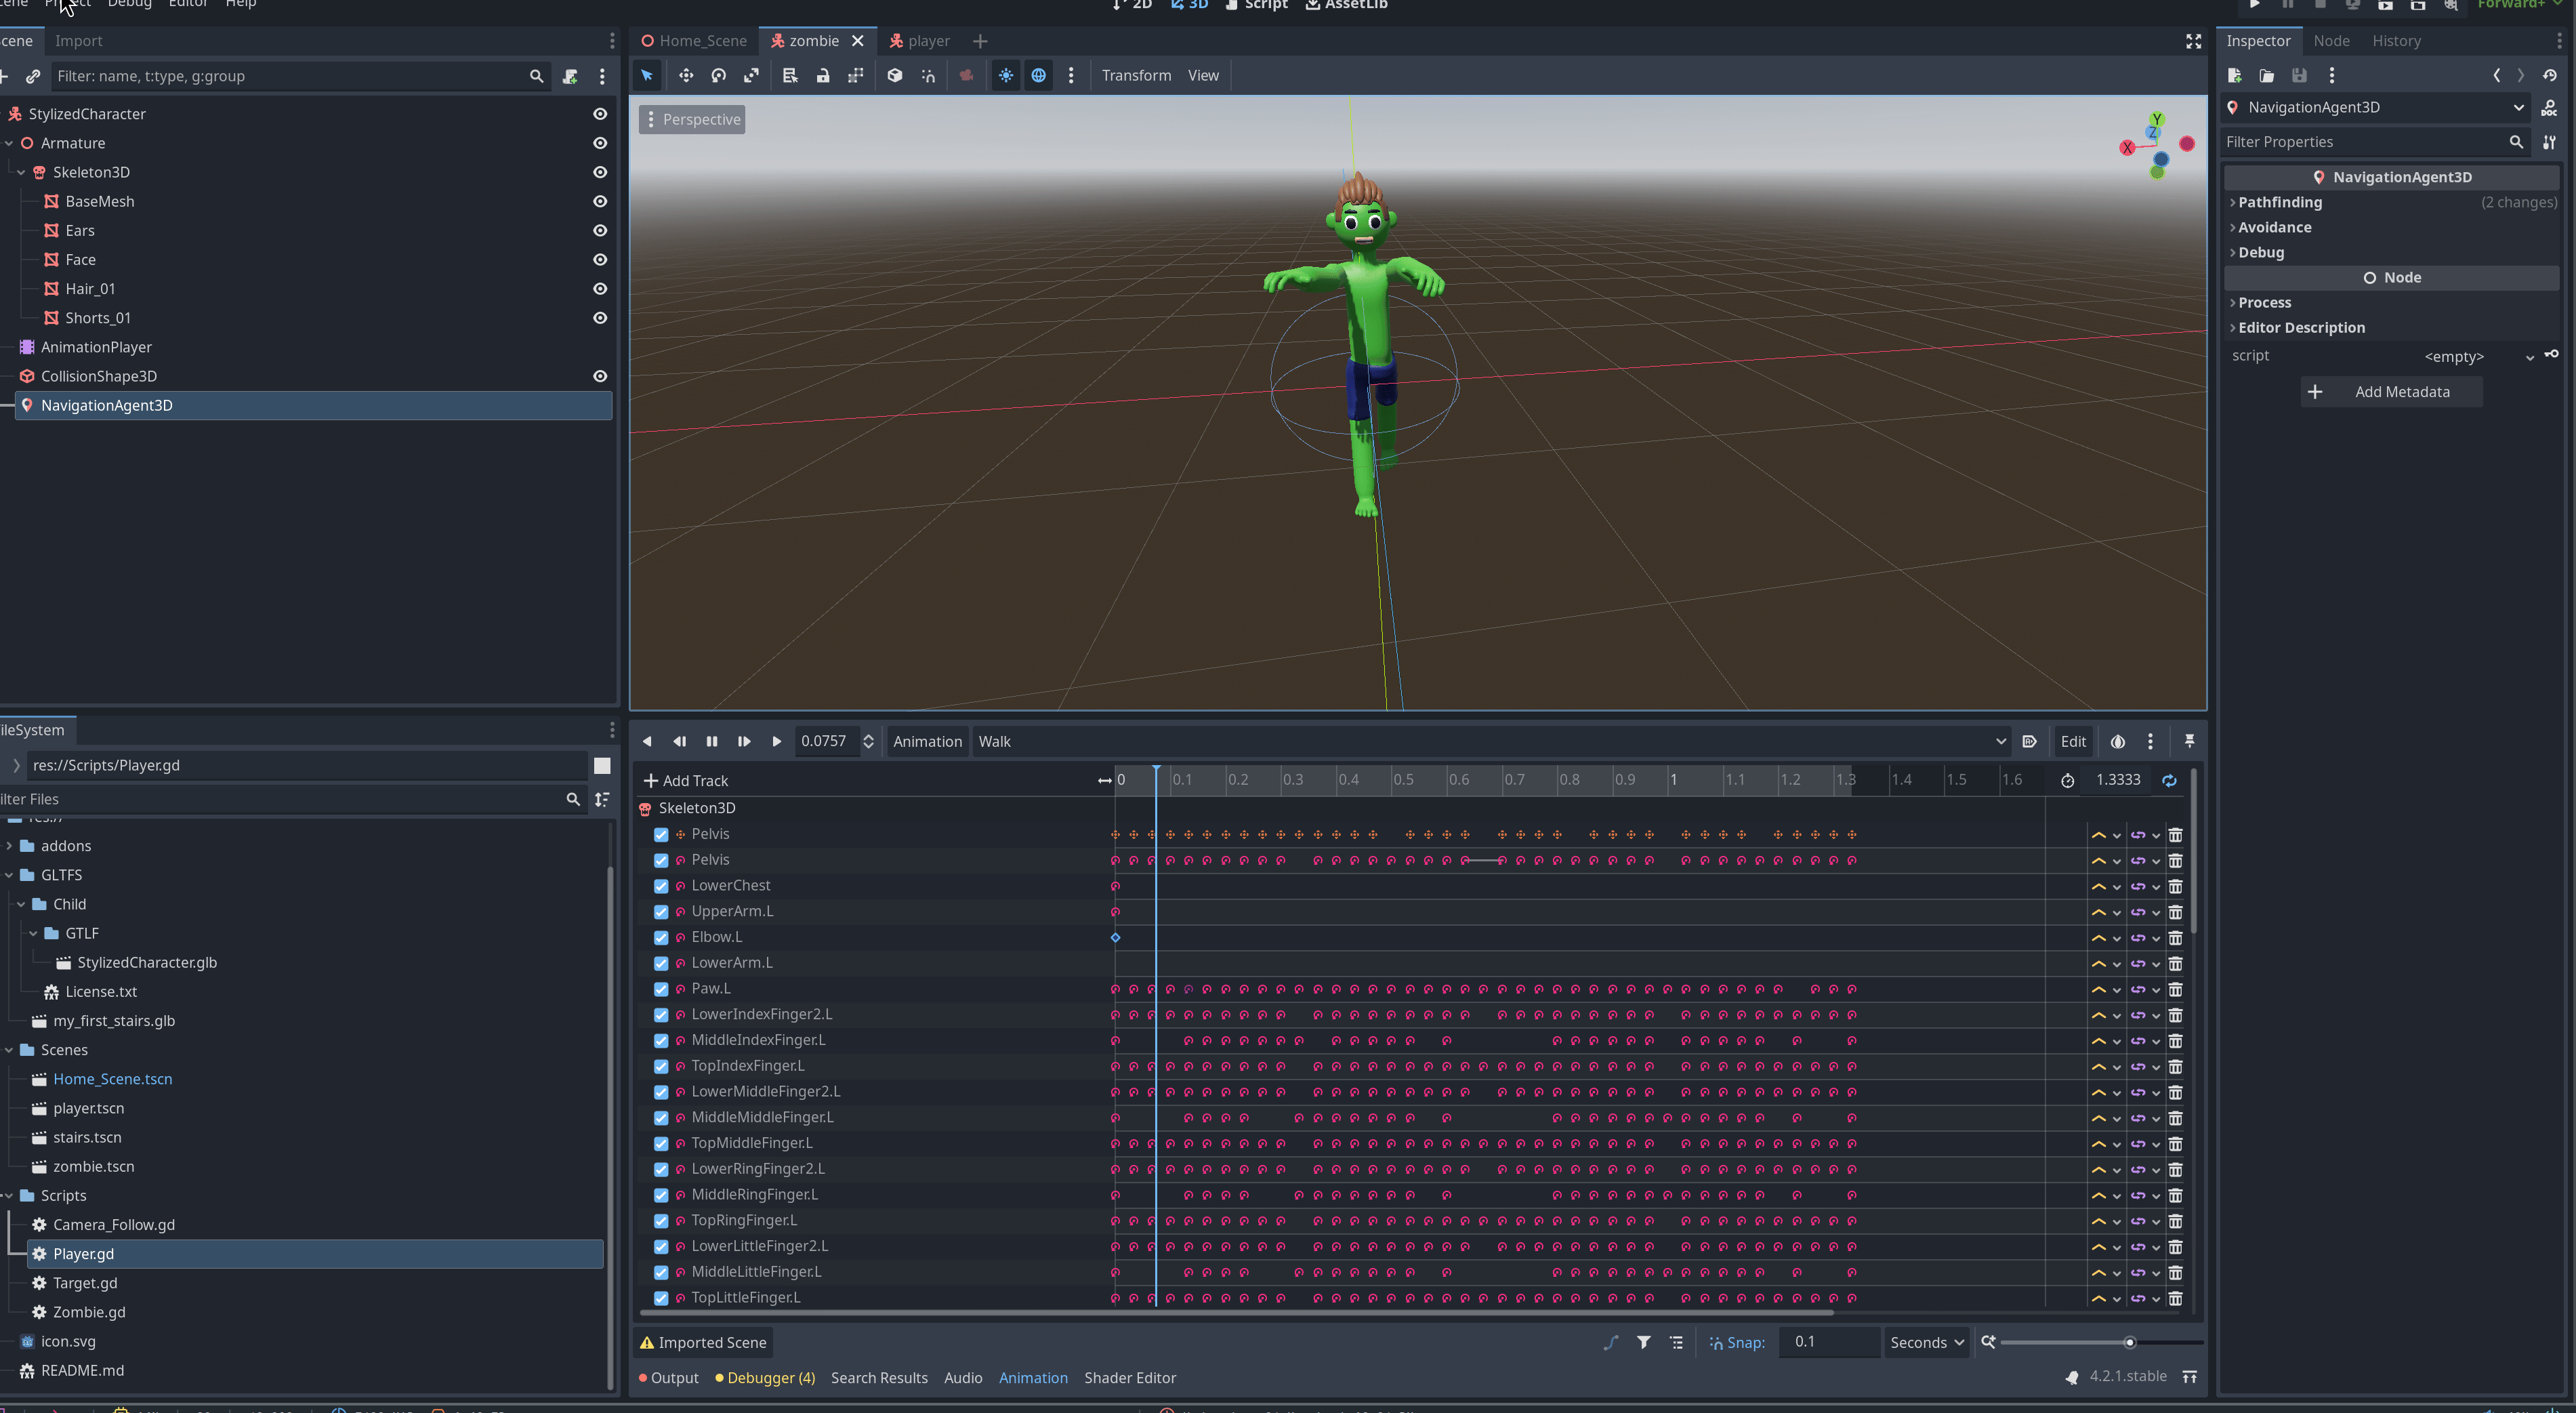 Debug Editor Help
2D 3D Script AssetLib
Forward+
Import
Home_Scene zombie player
Inspector Node History
Filter: name, t:type, g:group
Transform View
StylizedCharacter
Armature
Skeleton3D
BaseMesh
Ears
Face
Hair_01
Shorts_01
AnimationPlayer
CollisionShape3D
NavigationAgent3D
Perspective
Y
Z
X
NavigationAgent3D
Filter Properties
NavigationAgent3D
Pathfinding (2 changes)
Avoidance
Debug
Node
Process
Editor Description
script <empty>
Add Metadata
ileSystem
res://Scripts/Player.gd
ilter Files
addons
GLTFS
Child
GTLF
StylizedCharacter.glb
License.txt
my_first_stairs.glb
Scenes
Home_Scene.tscn
player.tscn
stairs.tscn
zombie.tscn
Scripts
Camera_Follow.gd
Player.gd
Target.gd
Zombie.gd
icon.svg
README.md
0.0757 Animation Walk Edit
Add Track 0 0.1 0.2 0.3 0.4 0.5 0.6 0.7 0.8 0.9 1 1.1 1.2 1.3 1.4 1.5 1.6 1.3333
Skeleton3D
Pelvis
Pelvis
LowerChest
UpperArm.L
Elbow.L
LowerArm.L
Paw.L
LowerIndexFinger2.L
MiddleIndexFinger.L
TopIndexFinger.L
LowerMiddleFinger2.L
MiddleMiddleFinger.L
TopMiddleFinger.L
LowerRingFinger2.L
MiddleRingFinger.L
TopRingFinger.L
LowerLittleFinger2.L
MiddleLittleFinger.L
TopLittleFinger.L
Imported Scene Snap: 0.1 Seconds
Output Debugger (4) Search Results Audio Animation Shader Editor 4.2.1.stable